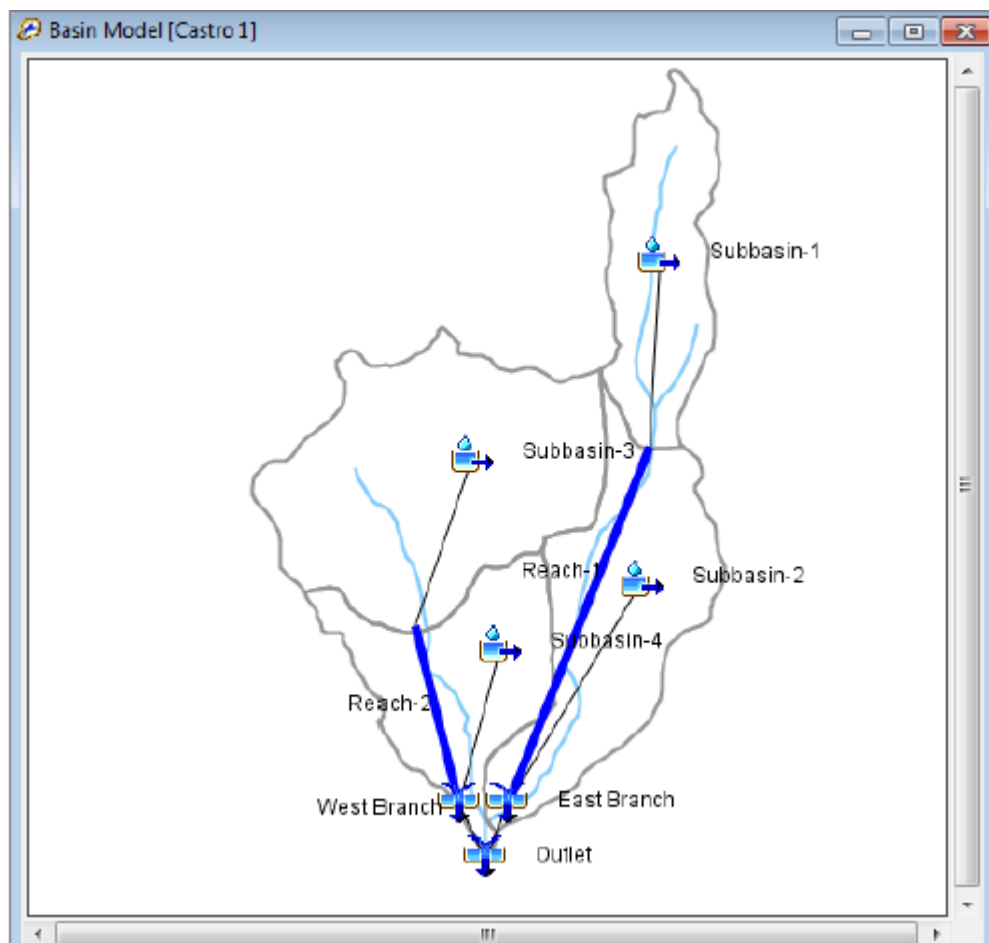 Basin Model [Castro 1]
Subbasin-1
Subbasin-3
Reach-1
Subbasin-2
Subbasin-4
Reach-2
West Branch
East Branch
Outlet